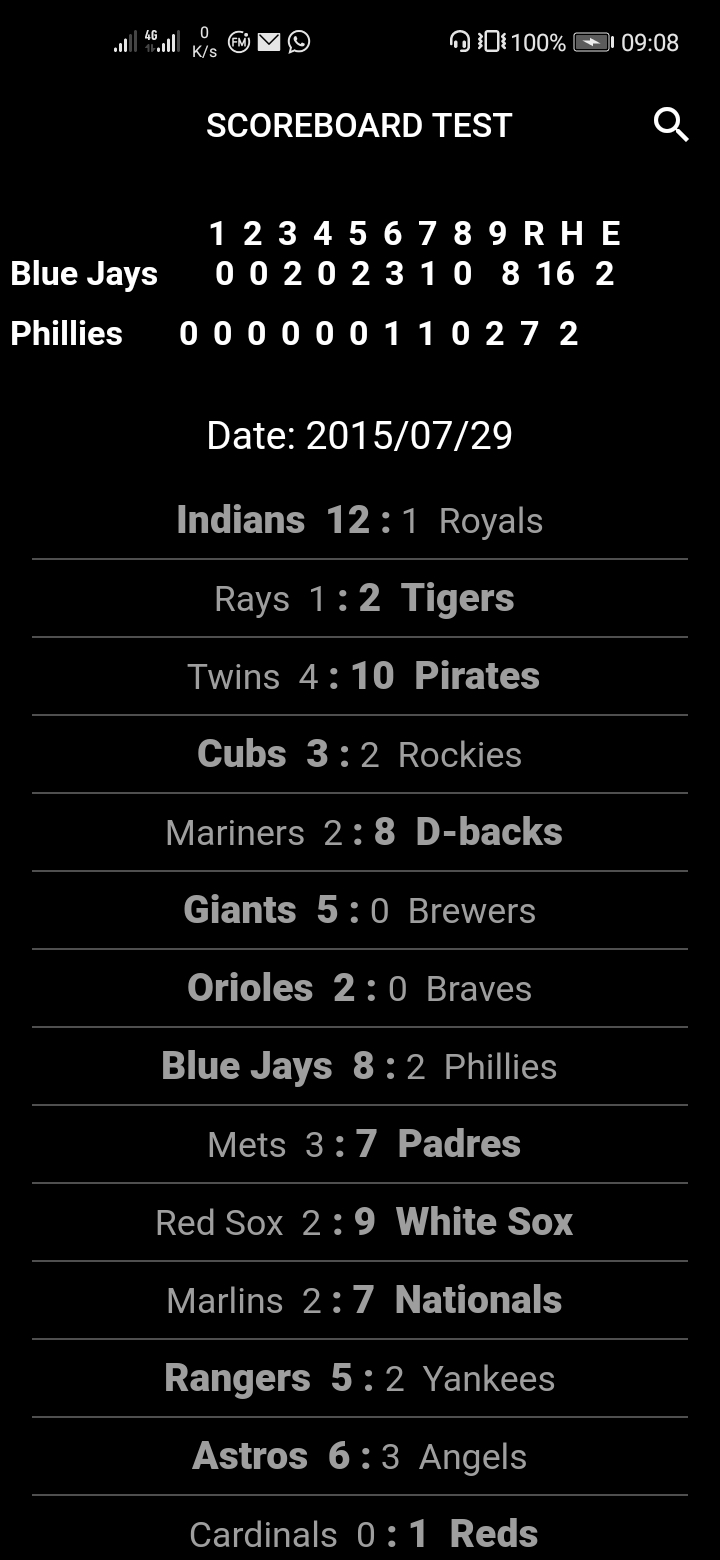 4G 0 K/s FM 100% 09:08
SCOREBOARD TEST
1 2 3 4 5 6 7 8 9 R H E
Blue Jays 0 0 2 0 2 3 1 0 8 16 2
Phillies 0 0 0 0 0 0 1 1 0 2 7 2
Date: 2015/07/29
Indians 12 : 1 Royals
Rays 1 : 2 Tigers
Twins 4 : 10 Pirates
Cubs 3 : 2 Rockies
Mariners 2 : 8 D-backs
Giants 5 : 0 Brewers
Orioles 2 : 0 Braves
Blue Jays 8 : 2 Phillies
Mets 3 : 7 Padres
Red Sox 2 : 9 White Sox
Marlins 2 : 7 Nationals
Rangers 5 : 2 Yankees
Astros 6 : 3 Angels
Cardinals 0 : 1 Reds